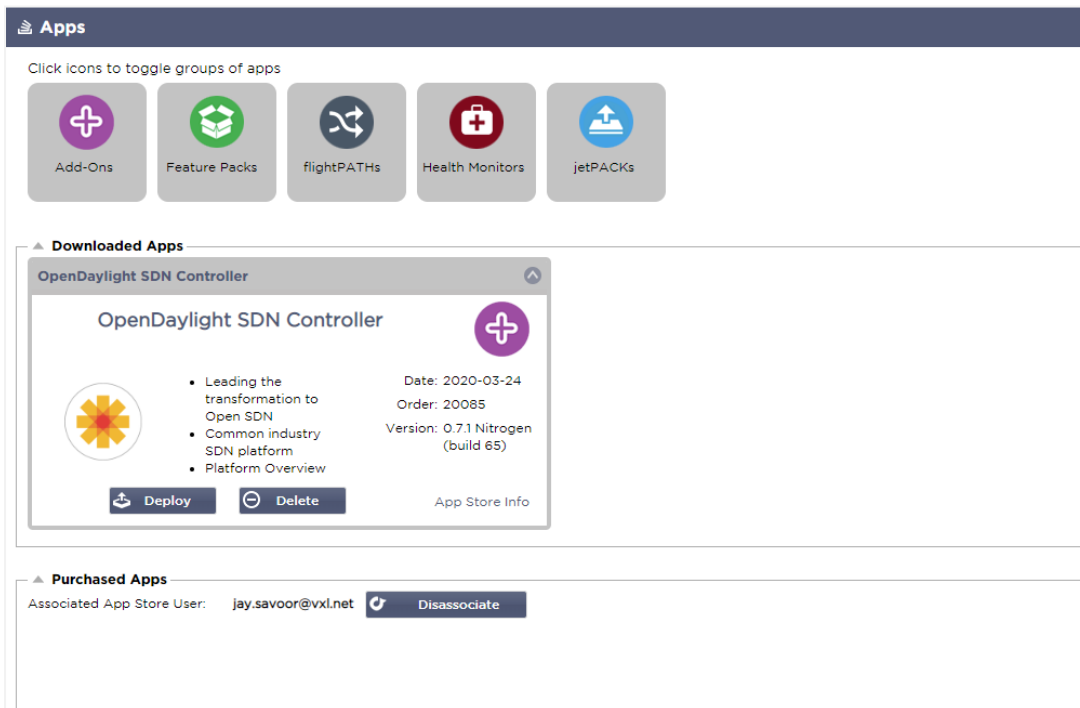 Apps
Click icons to toggle groups of apps
Add-Ons
Feature Packs
flightPATHs
Health Monitors
jetPACKs
Downloaded Apps
OpenDaylight SDN Controller
OpenDaylight SDN Controller
• Leading the
transformation to
Open SDN
• Common industry
SDN platform
• Platform Overview
Date: 2020-03-24
Order: 20085
Version: 0.7.1 Nitrogen
(build 65)
Deploy
Delete
App Store Info
Purchased Apps
Associated App Store User: jay.savoor@vxl.net Disassociate